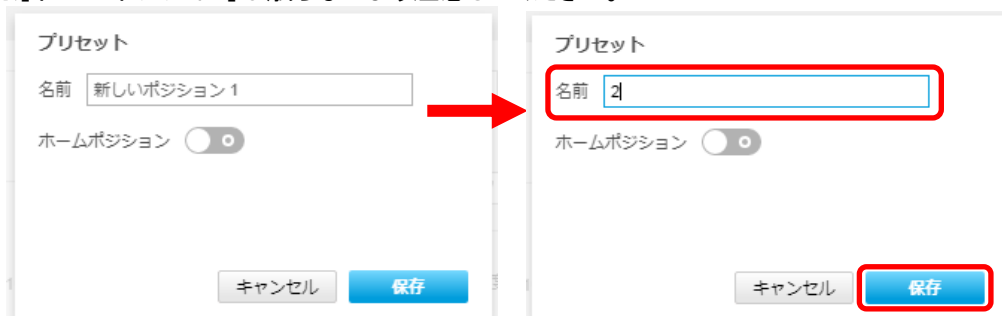 プリセット
名前 新しいポジション 1
ホームポジション
キャンセル 保存
プリセット
名前 2
ホームポジション
キャンセル 保存